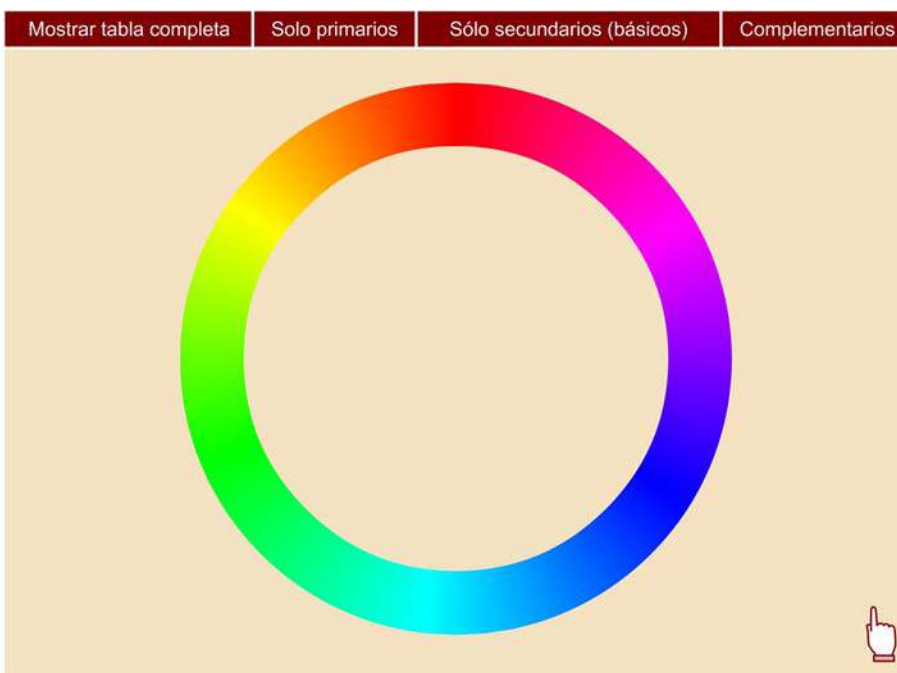 Mostrar tabla completa
Solo primarios
Sólo secundarios (básicos)
Complementarios